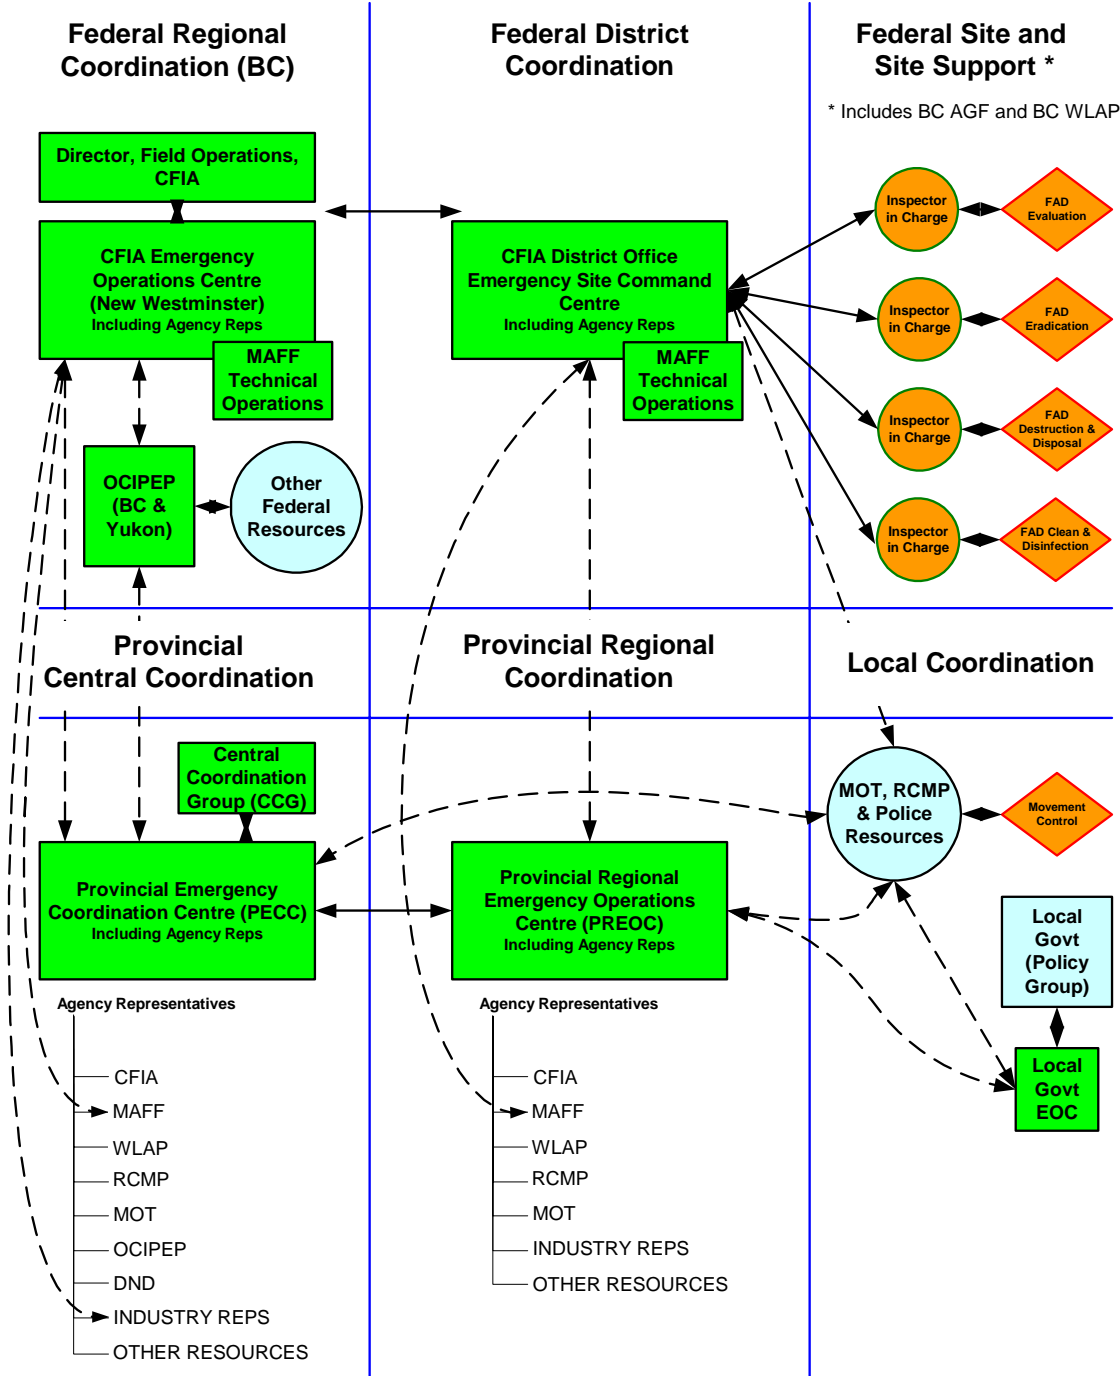 Federal Regional
Coordination (BC)
Federal District
Coordination
Federal Site and
Site Support *
* Includes BC AGF and BC WLAP
Director, Field Operations,
CFIA
CFIA Emergency
Operations Centre
(New Westminster)
Including Agency Reps
MAFF
Technical
Operations
OCIPEP
(BC &
Yukon)
Other
Federal
Resources
CFIA District Office
Emergency Site Command
Centre
Including Agency Reps
MAFF
Technical
Operations
Inspector
in Charge
FAD
Evaluation
Inspector
in Charge
FAD
Eradication
Inspector
in Charge
FAD
Destruction &
Disposal
Inspector
in Charge
FAD Clean &
Disinfection
Provincial
Central Coordination
Provincial Regional
Coordination
Local Coordination
Central
Coordination
Group (CCG)
Provincial Emergency
Coordination Centre (PECC)
Including Agency Reps
Agency Representatives
CFIA
MAFF
WLAP
RCMP
MOT
OCIPEP
DND
INDUSTRY REPS
OTHER RESOURCES
Provincial Regional
Emergency Operations
Centre (PREOC)
Including Agency Reps
Agency Representatives
CFIA
MAFF
WLAP
RCMP
MOT
INDUSTRY REPS
OTHER RESOURCES
MOT, RCMP
& Police
Resources
Movement
Control
Local
Govt
(Policy
Group)
Local
Govt
EOC